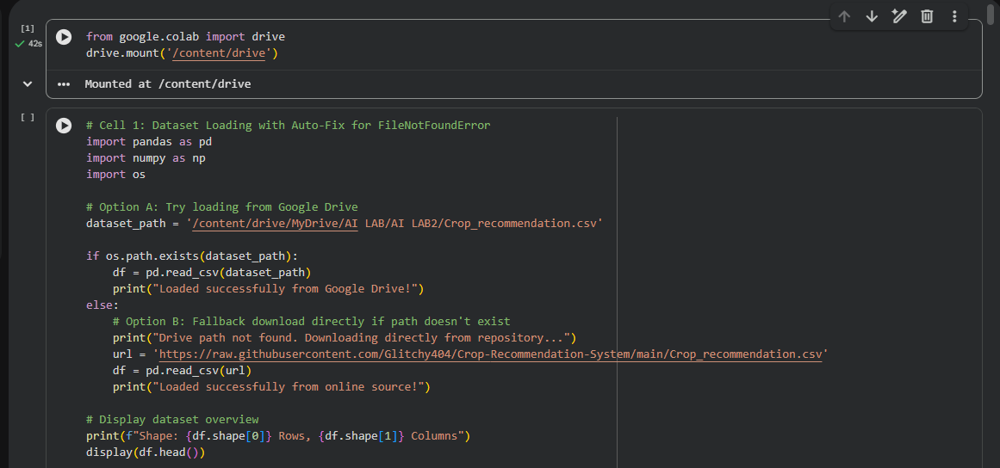 [1]
42s
from google.colab import drive
drive.mount('/content/drive')
Mounted at /content/drive
[ ]
# Cell 1: Dataset Loading with Auto-Fix for FileNotFoundError
import pandas as pd
import numpy as np
import os
# Option A: Try loading from Google Drive
dataset_path = '/content/drive/MyDrive/AI LAB/AI LAB2/Crop_recommendation.csv'
if os.path.exists(dataset_path):
    df = pd.read_csv(dataset_path)
    print("Loaded successfully from Google Drive!")
else:
    # Option B: Fallback download directly if path doesn't exist
    print("Drive path not found. Downloading directly from repository...")
    url = 'https://raw.githubusercontent.com/Glitchy404/Crop-Recommendation-System/main/Crop_recommendation.csv'
    df = pd.read_csv(url)
    print("Loaded successfully from online source!")
# Display dataset overview
print(f"Shape: {df.shape[0]} Rows, {df.shape[1]} Columns")
display(df.head())